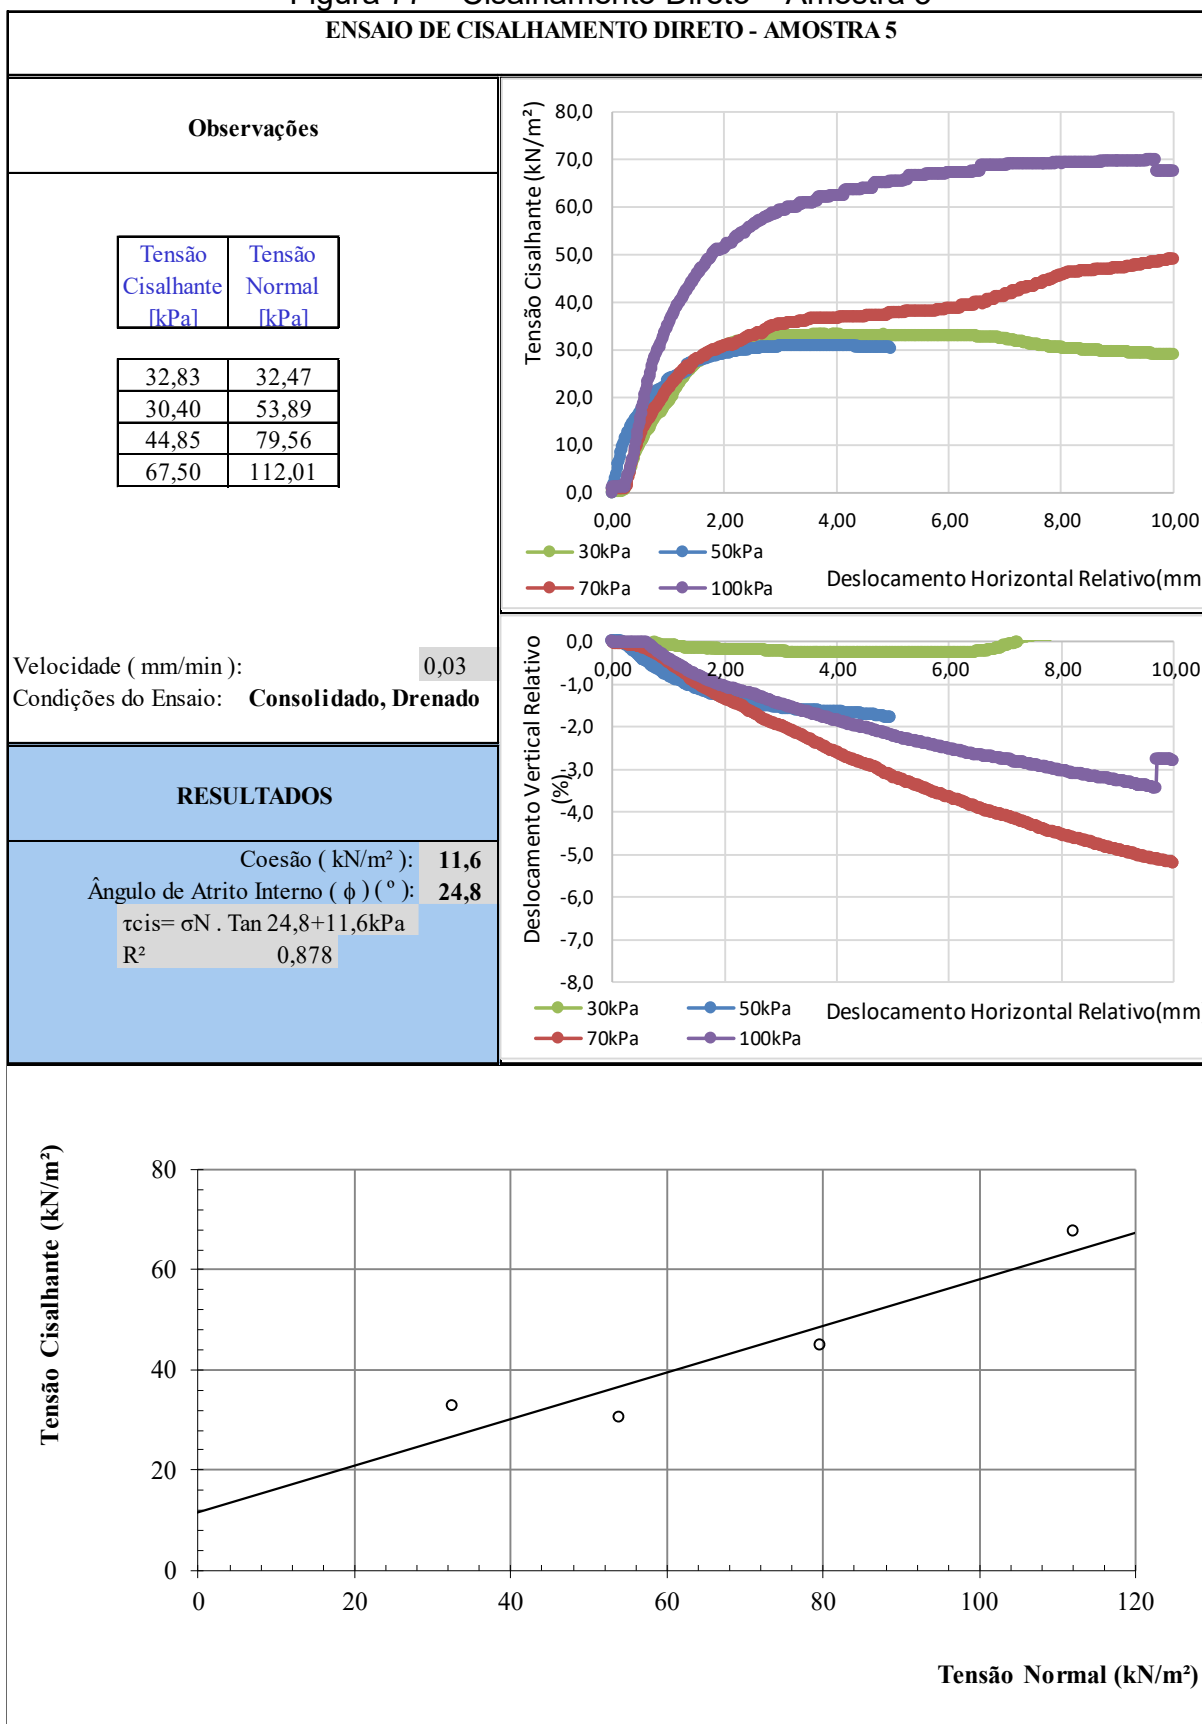 Figura 77 – Cisalhamento Direto – Amostra 5
ENSAIO DE CISALHAMENTO DIRETO - AMOSTRA 5
Observações
Tensão Cisalhante [kPa] Tensão Normal [kPa]
32,83 32,47
30,40 53,89
44,85 79,56
67,50 112,01
Velocidade ( mm/min ): 0,03
Condições do Ensaio: Consolidado, Drenado
RESULTADOS
Coesão ( kN/m² ): 11,6
Ângulo de Atrito Interno ( ϕ ) ( º ): 24,8
τcis= σN . Tan 24,8+11,6kPa
R² 0,878
Tensão Cisalhante (kN/m²)
80,0
70,0
60,0
50,0
40,0
30,0
20,0
10,0
0,0
0,00 2,00 4,00 6,00 8,00 10,00
Deslocamento Horizontal Relativo(mm
30kPa 50kPa
70kPa 100kPa
Deslocamento Vertical Relativo
(%)
0,0
-1,0
-2,0
-3,0
-4,0
-5,0
-6,0
-7,0
-8,0
0,00 2,00 4,00 6,00 8,00 10,00
Deslocamento Horizontal Relativo(mm
30kPa 50kPa
70kPa 100kPa
Tensão Cisalhante (kN/m²)
80
60
40
20
0
0 20 40 60 80 100 120
Tensão Normal (kN/m²)